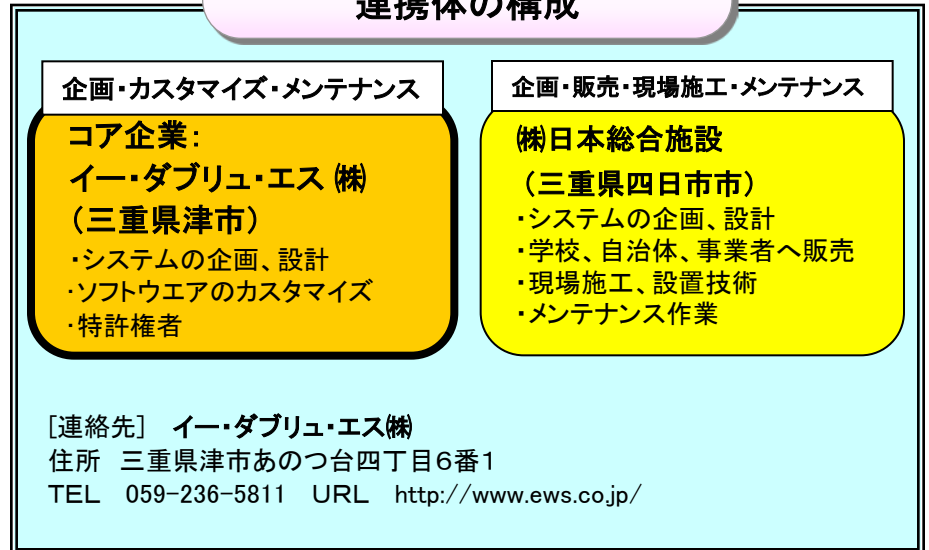 連携体の構成
企画・カスタマイズ・メンテナンス
コア企業：
イー・ダブリュ・エス㈱
（三重県津市）
・システムの企画、設計
・ソフトウエアのカスタマイズ
・特許権者
企画・販売・現場施工・メンテナンス
㈱日本総合施設
（三重県四日市市）
・システムの企画、設計
・学校、自治体、事業者へ販売
・現場施工、設置技術
・メンテナンス作業
［連絡先］　イー・ダブリュ・エス㈱
住所　三重県津市あのつ台四丁目６番１
ＴＥＬ　059-236-5811　ＵＲＬ　http://www.ews.co.jp/